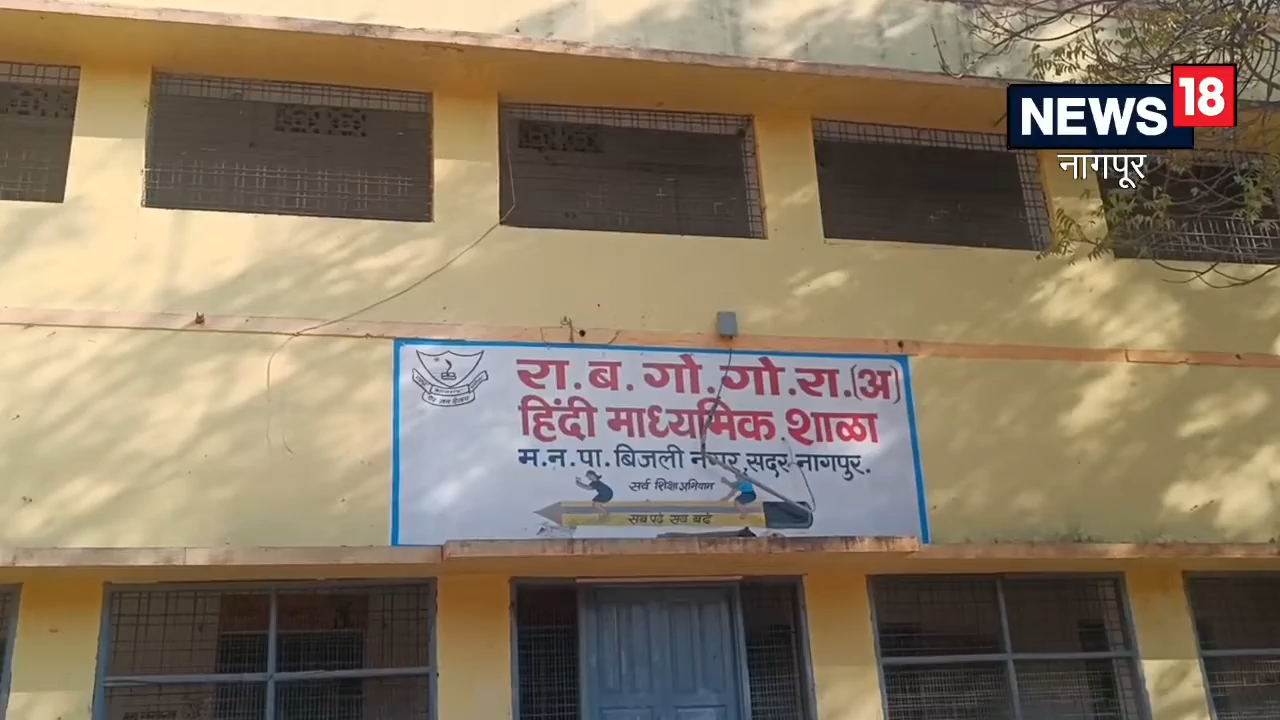 NEWS 18
नागपूर
रा. ब. गो. गो. रा. (अ)
हिंदी माध्यमिक शाळा
म. न. पा. बिजली नगर, सदर नागपुर.
सर्व शिक्षा अभियान
सब पढे सब बढे